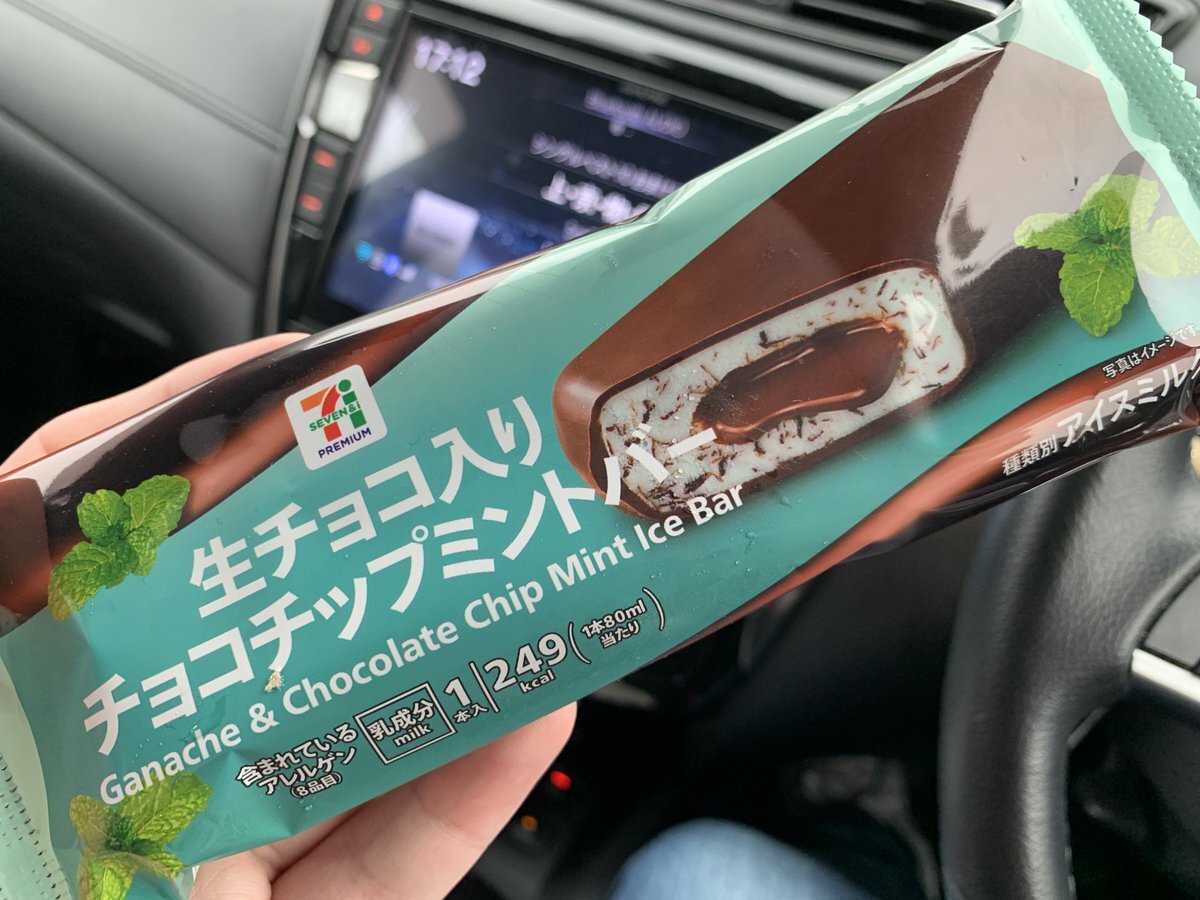 17:12
SEVEN&i
PREMIUM
生チョコ入り
チョコチップミントバー
Ganache & Chocolate Chip Mint Ice Bar
含まれている
アレルゲン
(8品目)
乳成分
milk
1
本入
249
kcal
(1本80ml
当たり)
写真はイメージです
種類別 アイスミルク